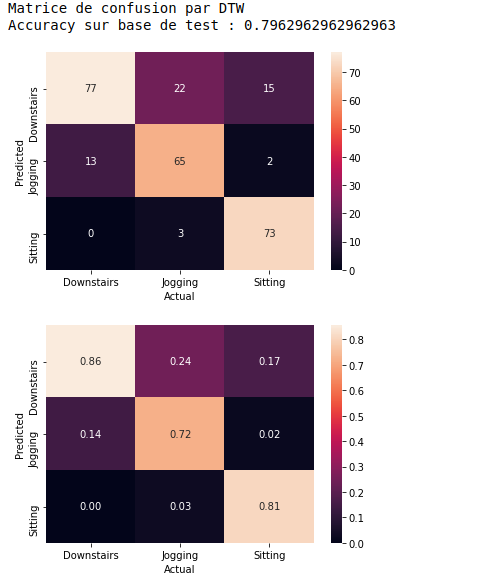 Matrice de confusion par DTW
Accuracy sur base de test : 0.7962962962962963
Predicted
Downstairs
77 22 15
Jogging
13 65 2
Sitting
0 3 73
Downstairs Jogging Sitting
Actual
70
60
50
40
30
20
10
0
Predicted
Downstairs
0.86 0.24 0.17
Jogging
0.14 0.72 0.02
Sitting
0.00 0.03 0.81
Downstairs Jogging Sitting
Actual
0.8
0.7
0.6
0.5
0.4
0.3
0.2
0.1
0.0